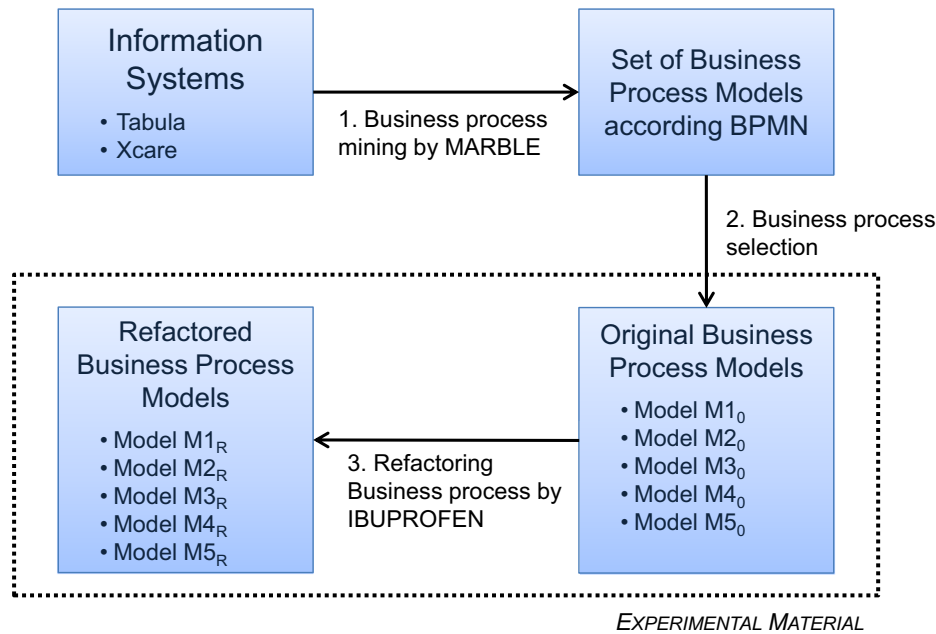 Information
Systems
• Tabula
• Xcare
1. Business process
mining by MARBLE
Set of Business
Process Models
according BPMN
2. Business process
selection
Original Business
Process Models
• Model M1₀
• Model M2₀
• Model M3₀
• Model M4₀
• Model M5₀
3. Refactoring
Business process by
IBUPROFEN
Refactored
Business Process
Models
• Model M1R
• Model M2R
• Model M3R
• Model M4R
• Model M5R
EXPERIMENTAL MATERIAL